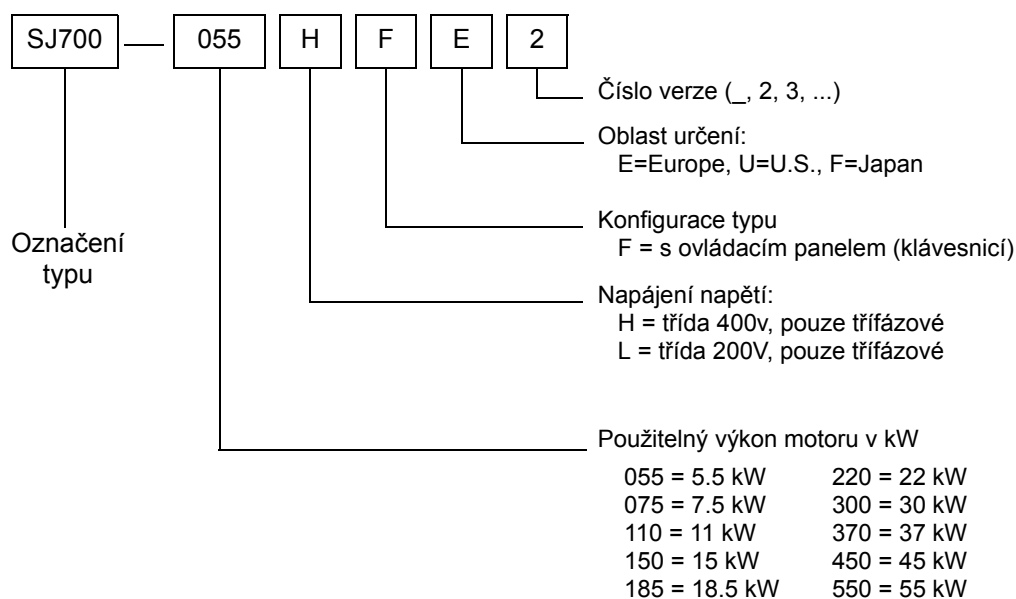 SJ700 055 H F E 2
Číslo verze (_, 2, 3, ...)
Oblast určení:
E=Europe, U=U.S., F=Japan
Konfigurace typu
F = s ovládacím panelem (klávesnicí)
Označení
typu
Napájení napětí:
H = třída 400v, pouze třífázové
L = třída 200V, pouze třífázové
Použitelný výkon motoru v kW
055 = 5.5 kW 220 = 22 kW
075 = 7.5 kW 300 = 30 kW
110 = 11 kW 370 = 37 kW
150 = 15 kW 450 = 45 kW
185 = 18.5 kW 550 = 55 kW